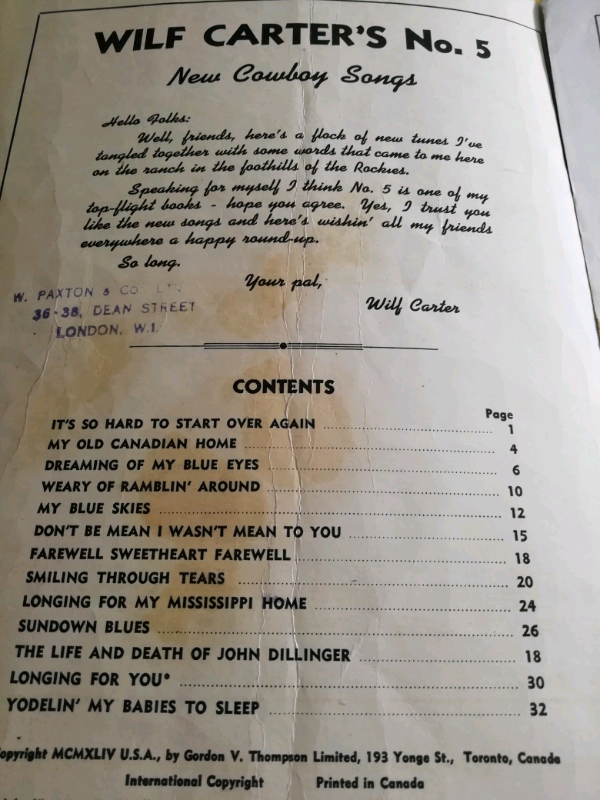 WILF CARTER'S No. 5
New Cowboy Songs
Hello Folks:
Well, friends, here's a flock of new tunes I've
tangled together with some words that came to me here
on the ranch in the foothills of the Rockies.
Speaking for myself I think No. 5 is one of my
top-flight books - hope you agree. Yes, I trust you
like the new songs and here's wishin' all my friends
everywhere a happy round-up.
So long.
Your pal,
Wilf Carter
W. PAXTON & CO
36-38, DEAN STREET
LONDON, W.1.
CONTENTS
Page
IT'S SO HARD TO START OVER AGAIN 1
MY OLD CANADIAN HOME 4
DREAMING OF MY BLUE EYES 6
WEARY OF RAMBLIN' AROUND 10
MY BLUE SKIES 12
DON'T BE MEAN I WASN'T MEAN TO YOU 15
FAREWELL SWEETHEART FAREWELL 18
SMILING THROUGH TEARS 20
LONGING FOR MY MISSISSIPPI HOME 24
SUNDOWN BLUES 26
THE LIFE AND DEATH OF JOHN DILLINGER 18
LONGING FOR YOU* 30
YODELIN' MY BABIES TO SLEEP 32
opyright MCMXLIV U.S.A., by Gordon V. Thompson Limited, 193 Yonge St., Toronto, Canada
International Copyright Printed in Canada